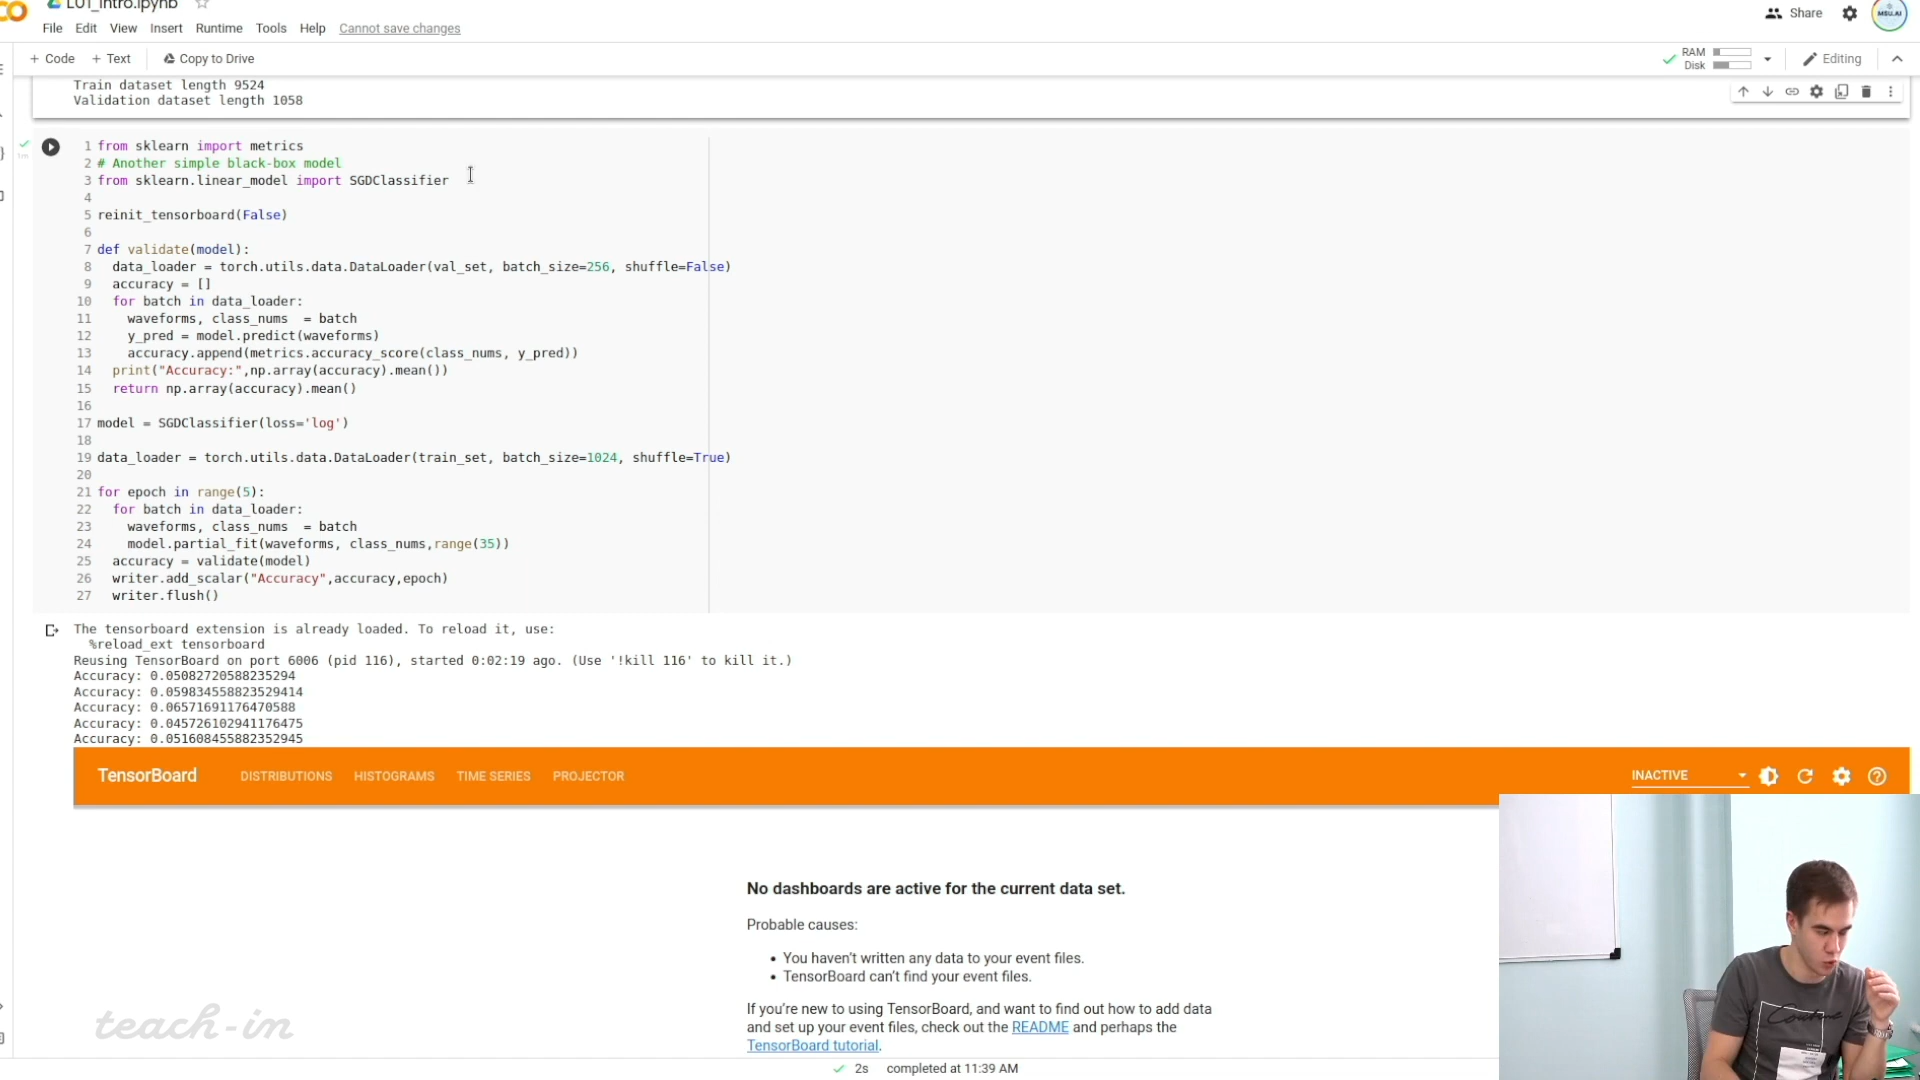 L01_Intro.ipynb
File Edit View Insert Runtime Tools Help Cannot save changes
Share
MSU.AI
+ Code + Text Copy to Drive
RAM
Disk
Editing
Train dataset length 9524
Validation dataset length 1058
1 from sklearn import metrics
2 # Another simple black-box model
3 from sklearn.linear_model import SGDClassifier
4
5 reinit_tensorboard(False)
6
7 def validate(model):
8 data_loader = torch.utils.data.DataLoader(val_set, batch_size=256, shuffle=False)
9 accuracy = []
10 for batch in data_loader:
11 waveforms, class_nums = batch
12 y_pred = model.predict(waveforms)
13 accuracy.append(metrics.accuracy_score(class_nums, y_pred))
14 print("Accuracy:",np.array(accuracy).mean())
15 return np.array(accuracy).mean()
16
17 model = SGDClassifier(loss='log')
18
19 data_loader = torch.utils.data.DataLoader(train_set, batch_size=1024, shuffle=True)
20
21 for epoch in range(5):
22 for batch in data_loader:
23 waveforms, class_nums = batch
24 model.partial_fit(waveforms, class_nums,range(35))
25 accuracy = validate(model)
26 writer.add_scalar("Accuracy",accuracy,epoch)
27 writer.flush()
The tensorboard extension is already loaded. To reload it, use:
%reload_ext tensorboard
Reusing TensorBoard on port 6006 (pid 116), started 0:02:19 ago. (Use '!kill 116' to kill it.)
Accuracy: 0.05082720588235294
Accuracy: 0.059834558823529414
Accuracy: 0.06571691176470588
Accuracy: 0.045726102941176475
Accuracy: 0.051608455882352945
TensorBoard DISTRIBUTIONS HISTOGRAMS TIME SERIES PROJECTOR INACTIVE
No dashboards are active for the current data set.
Probable causes:
• You haven't written any data to your event files.
• TensorBoard can't find your event files.
If you're new to using TensorBoard, and want to find out how to add data
and set up your event files, check out the README and perhaps the
TensorBoard tutorial.
teach-in
2s completed at 11:39 AM